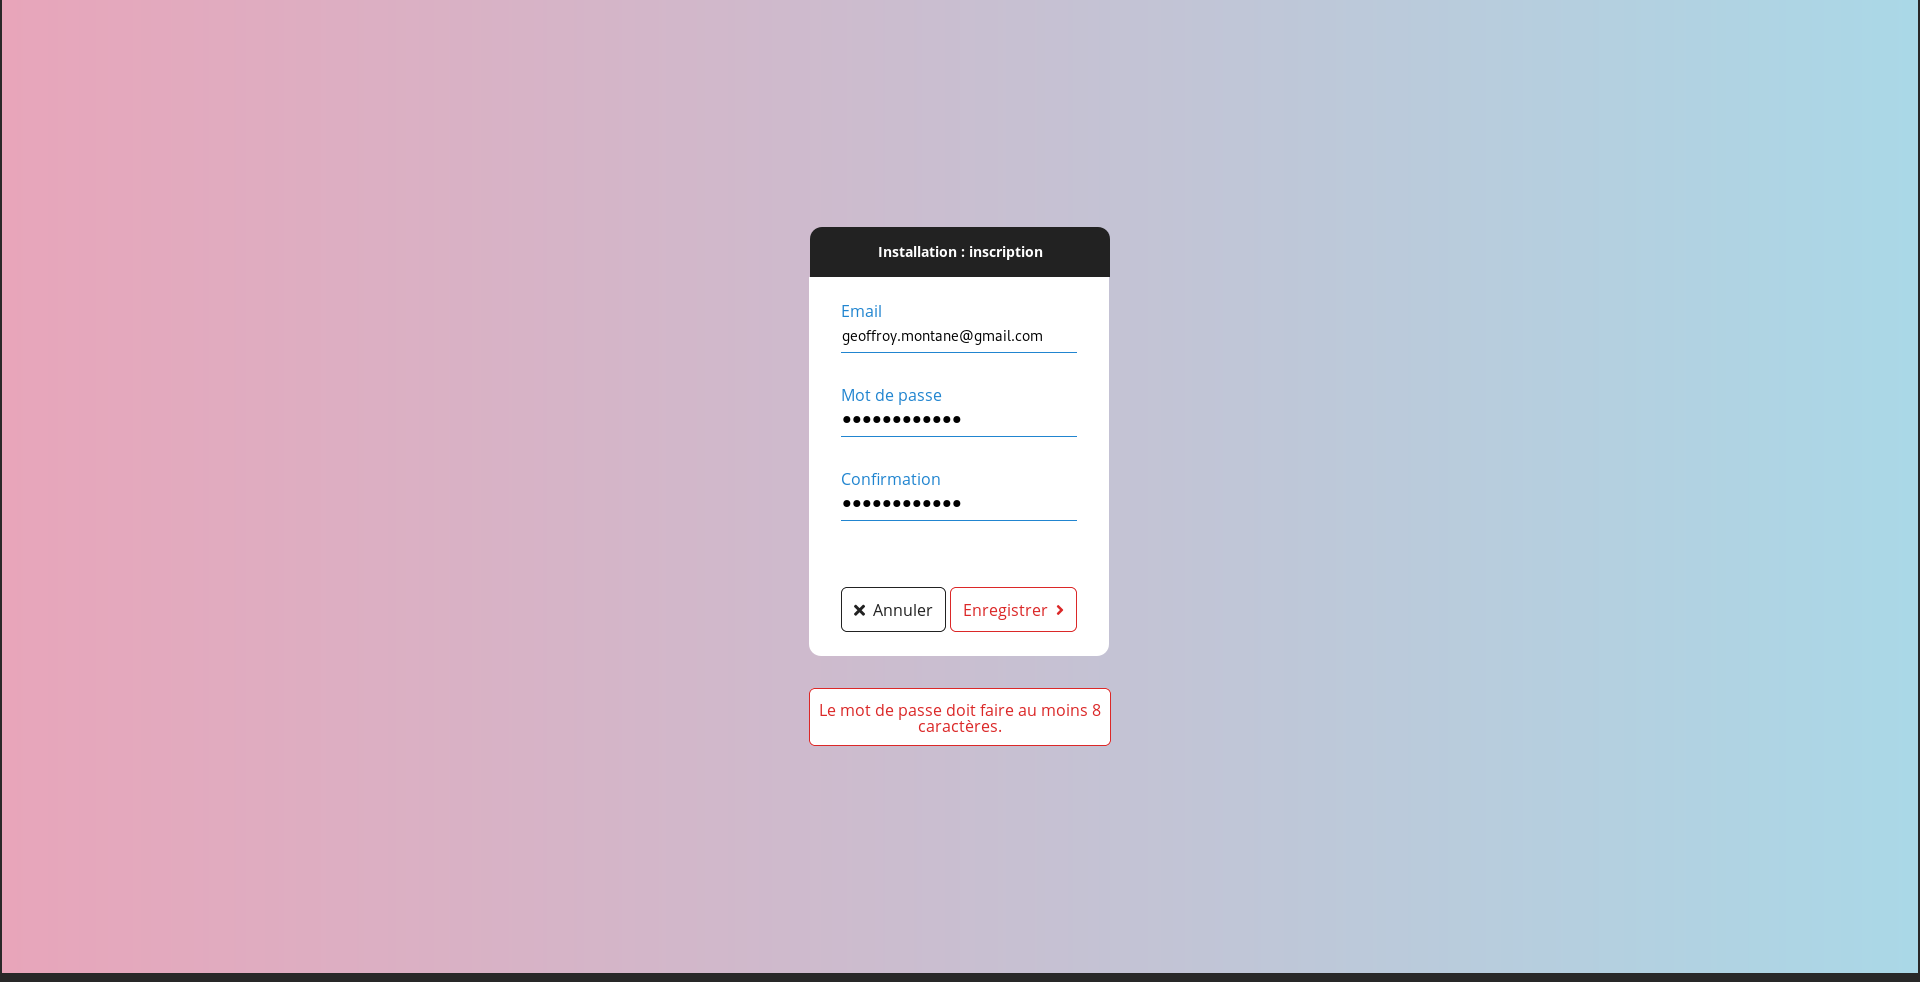 Installation : inscription
Email
geoffroy.montane@gmail.com
Mot de passe
●●●●●●●●●●●●
Confirmation
●●●●●●●●●●●●
Annuler
Enregistrer
Le mot de passe doit faire au moins 8
caractères.